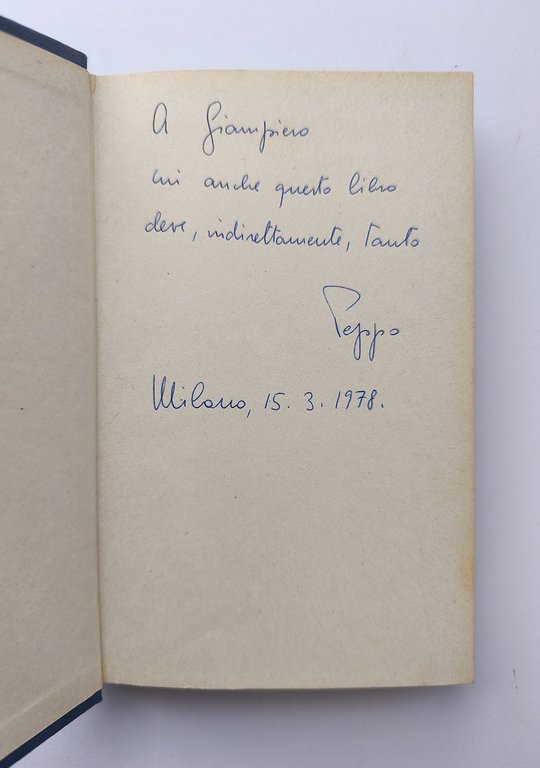 A Giampiero
cui anche questo libro
deve, indirettamente, tanto
Peppo
Milano, 15. 3. 1978.